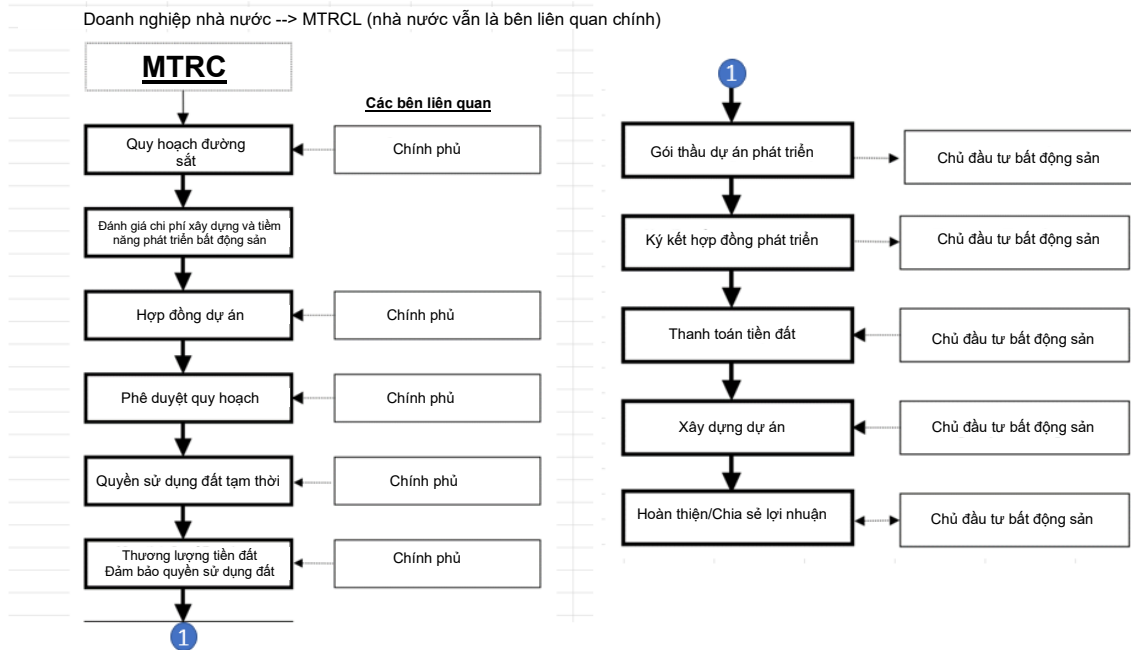 Doanh nghiệp nhà nước --> MTRCL (nhà nước vẫn là bên liên quan chính)
MTRC
Các bên liên quan
Quy hoạch đường
sắt
Chính phủ
Đánh giá chi phí xây dựng và tiềm
năng phát triển bất động sản
Hợp đồng dự án
Chính phủ
Phê duyệt quy hoạch
Chính phủ
Quyền sử dụng đất tạm thời
Chính phủ
Thương lượng tiền đất
Đảm bảo quyền sử dụng đất
Chính phủ
1
1
Gói thầu dự án phát triển
Chủ đầu tư bất động sản
Ký kết hợp đồng phát triển
Chủ đầu tư bất động sản
Thanh toán tiền đất
Chủ đầu tư bất động sản
Xây dựng dự án
Chủ đầu tư bất động sản
Hoàn thiện/Chia sẻ lợi nhuận
Chủ đầu tư bất động sản